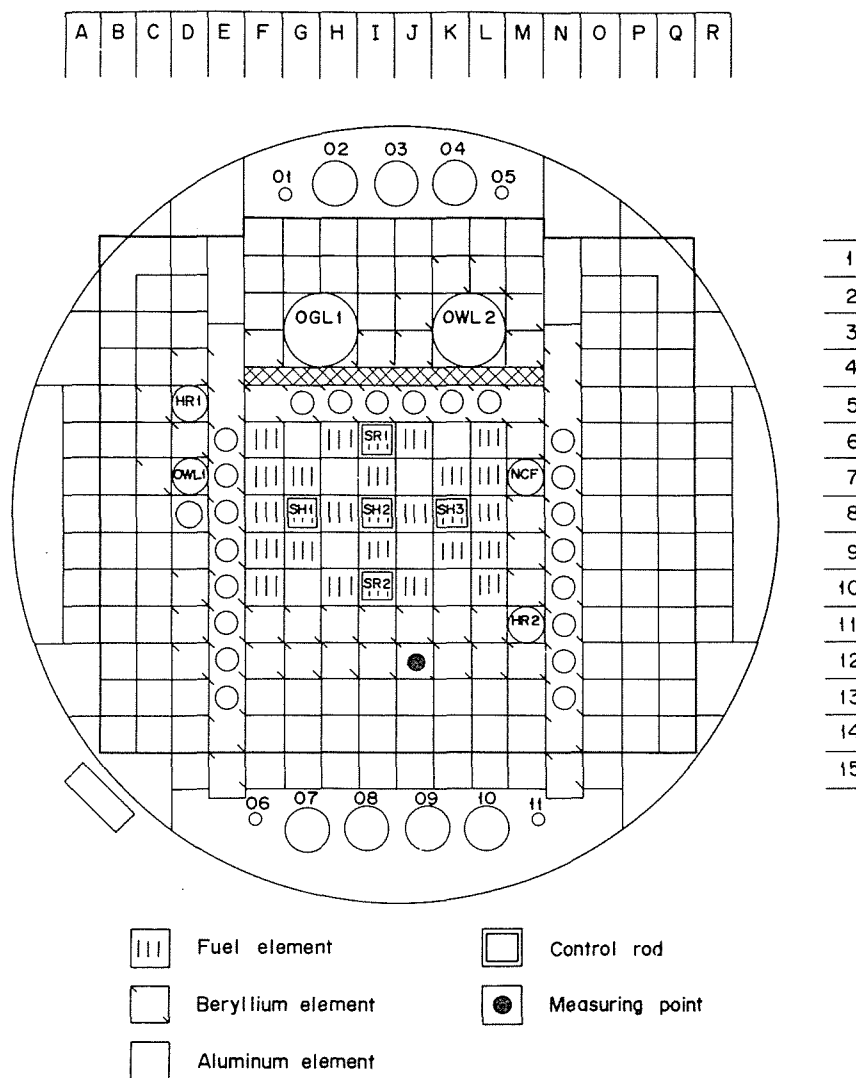 A B C D E F G H I J K L M N O P Q R
02 03 04
01 05
1
2
OGL1 OWL2 3
4
HR1 5
SR1 6
OWL1 NCF 7
SH1 SH2 SH3 8
9
SR2 10
HR2 11
12
13
14
15
06 07 08 09 10 11
Fuel element Control rod
Beryllium element Measuring point
Aluminum element